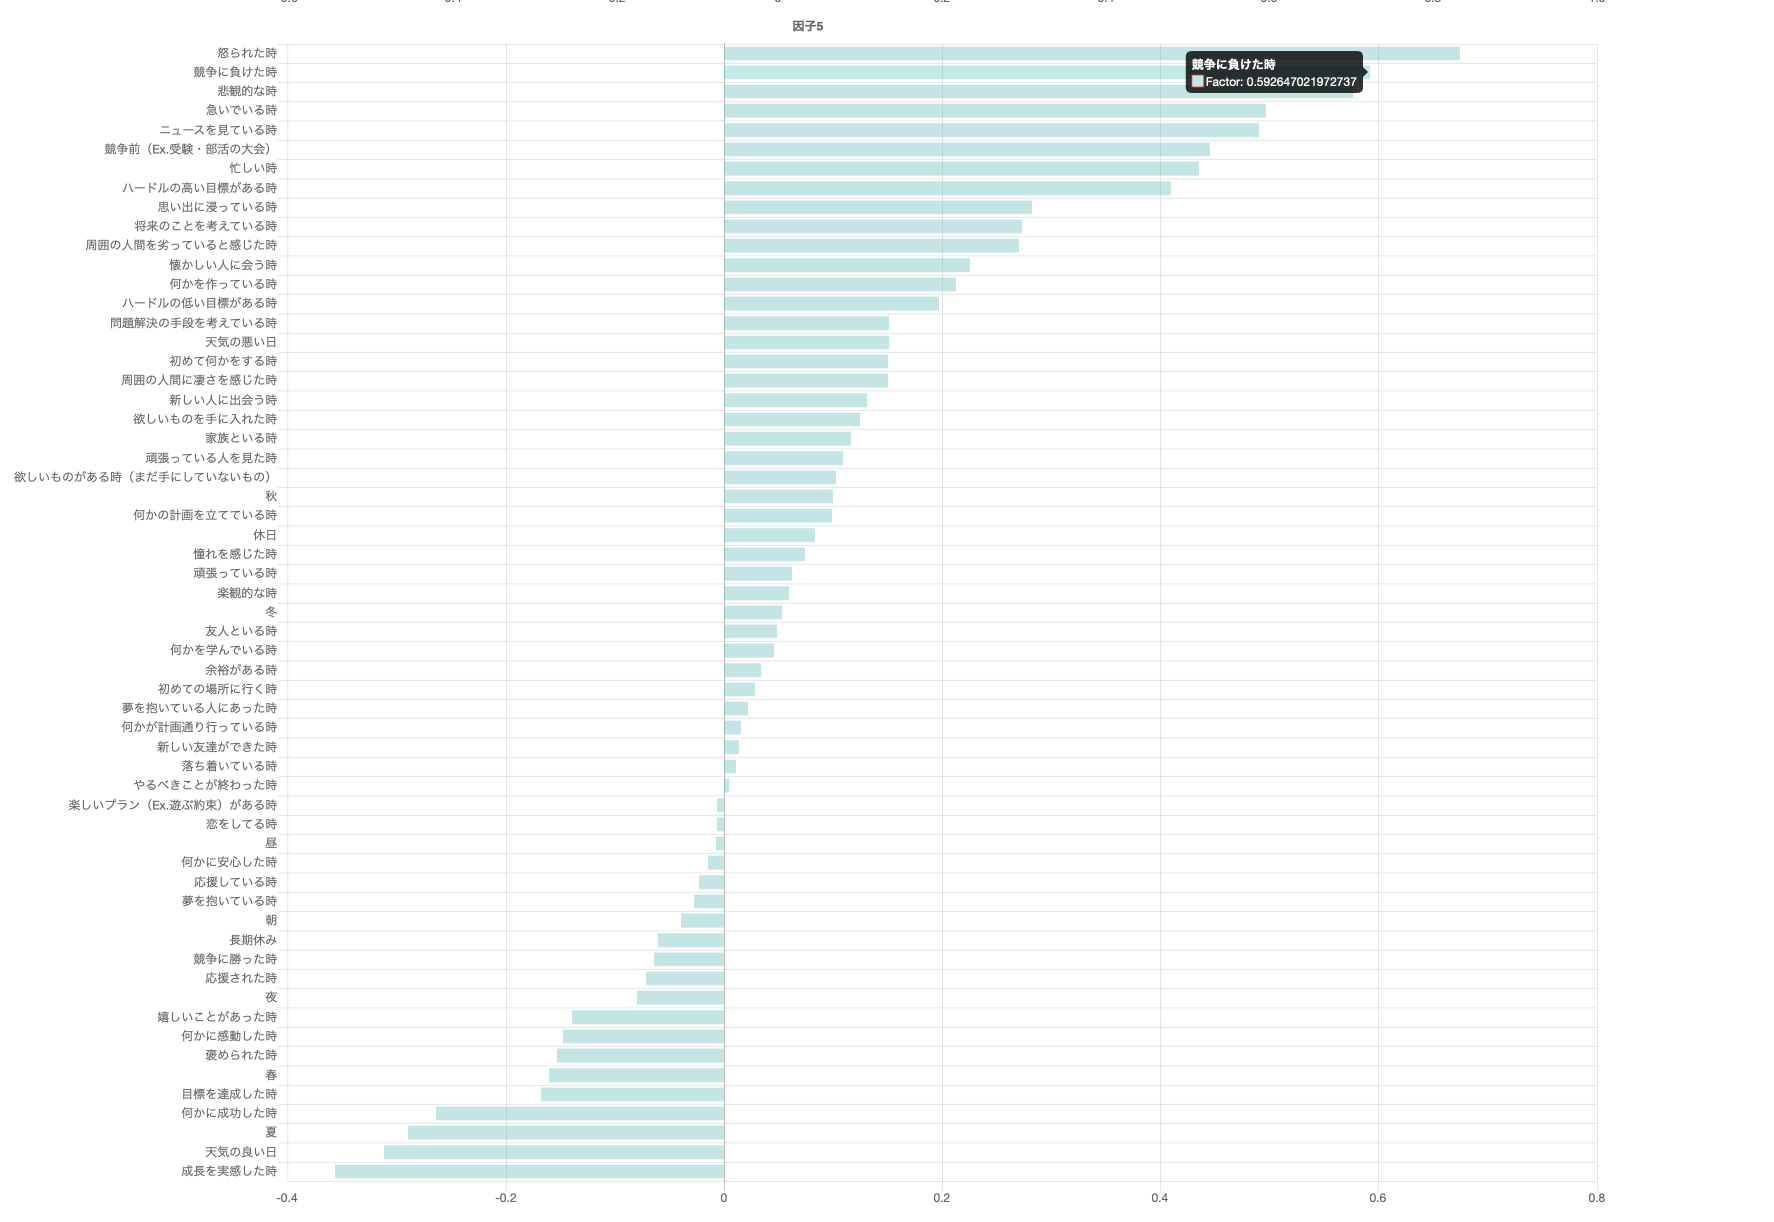 因子5
怒られた時
競争に負けた時
悲観的な時
急いでいる時
ニュースを見ている時
競争前（Ex.受験・部活の大会）
忙しい時
ハードルの高い目標がある時
思い出に浸っている時
将来のことを考えている時
周囲の人間を劣っていると感じた時
懐かしい人に会う時
何かを作っている時
ハードルの低い目標がある時
問題解決の手段を考えている時
天気の悪い日
初めて何かをする時
周囲の人間に凄さを感じた時
新しい人に出会う時
欲しいものを手に入れた時
家族といる時
頑張っている人を見た時
欲しいものがある時（まだ手にしていないもの）
秋
何かの計画を立てている時
休日
憧れを感じた時
頑張っている時
楽観的な時
冬
友人といる時
何かを学んでいる時
余裕がある時
初めての場所に行く時
夢を抱いている人にあった時
何かが計画通り行っている時
新しい友達ができた時
落ち着いている時
やるべきことが終わった時
楽しいプラン（Ex.遊ぶ約束）がある時
恋をしてる時
昼
何かに安心した時
応援している時
夢を抱いている時
朝
長期休み
競争に勝った時
応援された時
夜
嬉しいことがあった時
何かに感動した時
褒められた時
春
目標を達成した時
何かに成功した時
夏
天気の良い日
成長を実感した時
競争に負けた時
Factor: 0.592647021972737
-0.4 -0.2 0 0.2 0.4 0.6 0.8